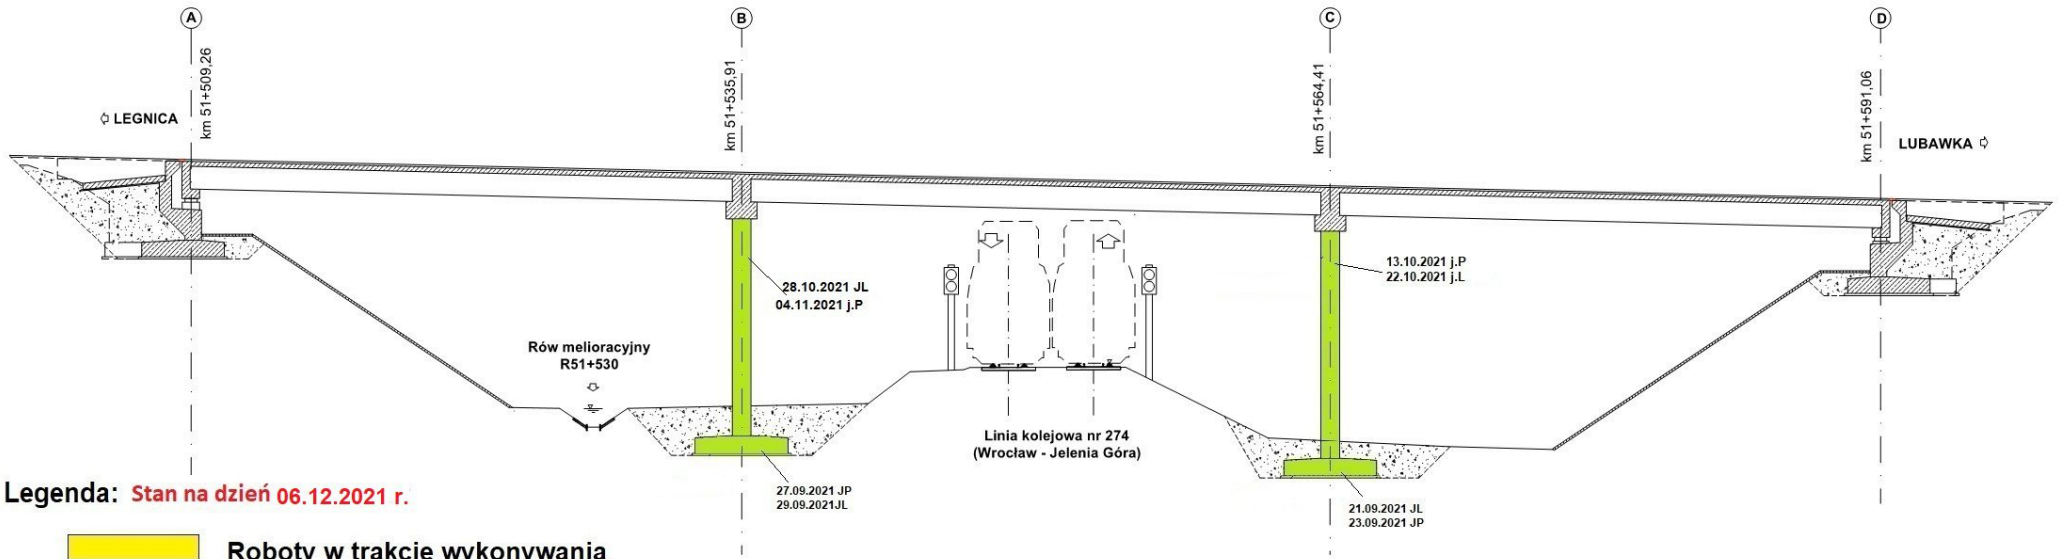 A
B
C
D
km 51+509,26
km 51+535,91
km 51+564,41
km 51+591,06
LEGNICA
LUBAWKA
28.10.2021 JL
04.11.2021 j.P
13.10.2021 j.P
22.10.2021 j.L
Rów melioracyjny
R51+530
Linia kolejowa nr 274
(Wrocław - Jelenia Góra)
27.09.2021 JP
29.09.2021JL
21.09.2021 JL
23.09.2021 JP
Legenda: Stan na dzień 06.12.2021 r.
Roboty w trakcie wykonywania